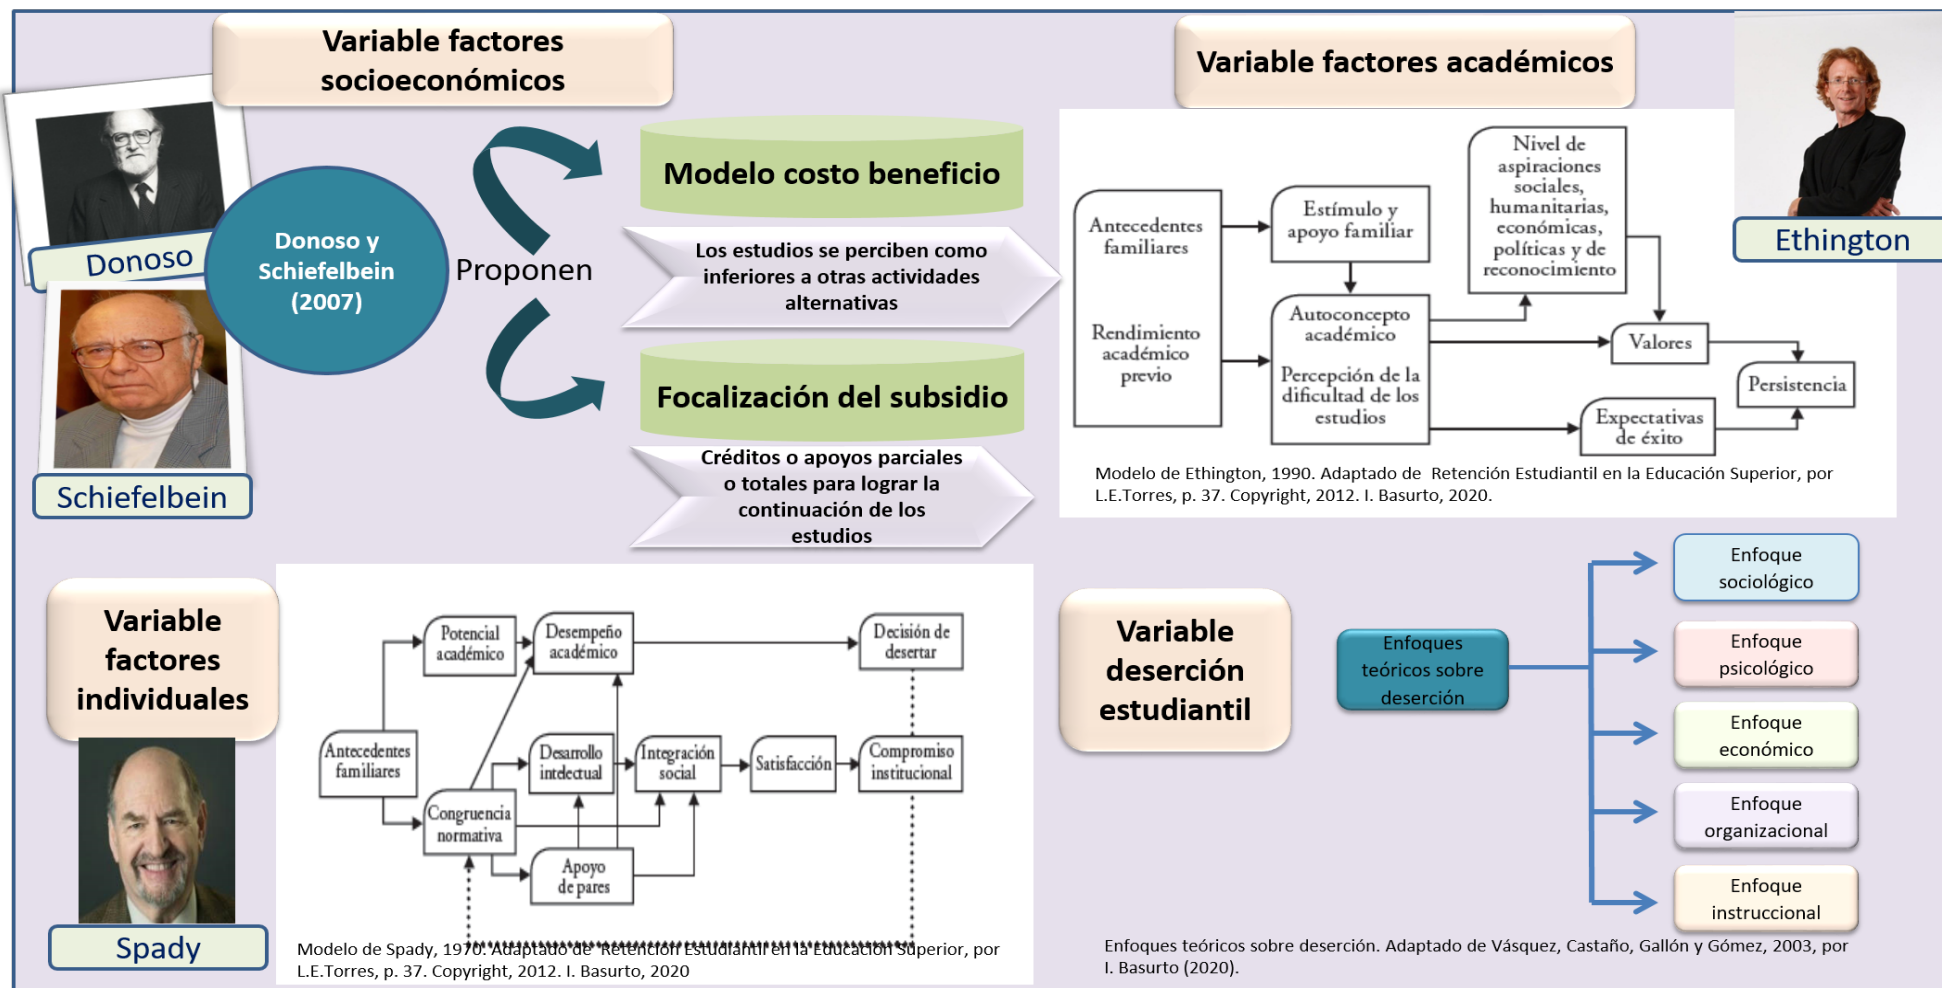 Variable factores
socioeconómicos
Donoso
Schiefelbein
Donoso y
Schiefelbein
(2007)
Proponen
Modelo costo beneficio
Los estudios se perciben como
inferiores a otras actividades
alternativas
Focalización del subsidio
Créditos o apoyos parciales
o totales para lograr la
continuación de los
estudios
Variable factores académicos
Ethington
Antecedentes
familiares
Rendimiento
académico
previo
Estímulo y
apoyo familiar
Autoconcepto
académico
Percepción de la
dificultad de los
estudios
Nivel de
aspiraciones
sociales,
humanitarias,
económicas,
políticas y de
reconocimiento
Valores
Expectativas
de éxito
Persistencia
Modelo de Ethington, 1990. Adaptado de Retención Estudiantil en la Educación Superior, por
L.E.Torres, p. 37. Copyright, 2012. I. Basurto, 2020.
Variable
factores
individuales
Spady
Antecedentes
familiares
Potencial
académico
Desempeño
académico
Decisión de
desertar
Congruencia
normativa
Desarrollo
intelectual
Integración
social
Satisfacción
Compromiso
institucional
Apoyo
de pares
Modelo de Spady, 1970. Adaptado de Retención Estudiantil en la Educación Superior, por
L.E.Torres, p. 37. Copyright, 2012. I. Basurto, 2020
Variable
deserción
estudiantil
Enfoques
teóricos sobre
deserción
Enfoque
sociológico
Enfoque
psicológico
Enfoque
económico
Enfoque
organizacional
Enfoque
instruccional
Enfoques teóricos sobre deserción. Adaptado de Vásquez, Castaño, Gallón y Gómez, 2003, por
I. Basurto (2020).